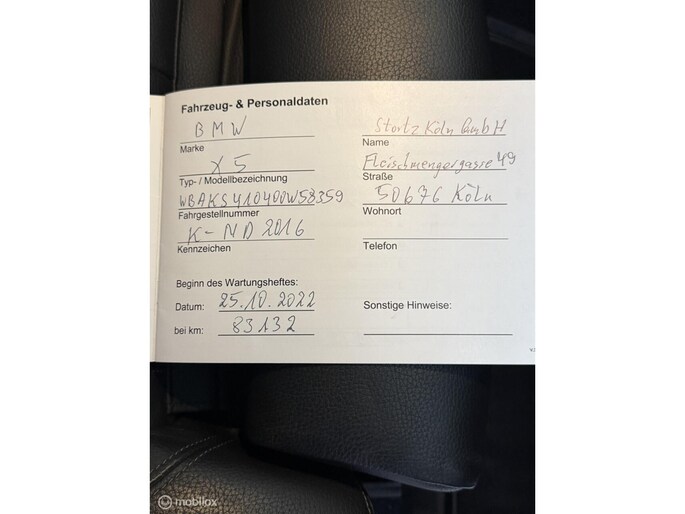 Fahrzeug- & Personaldaten
BMW
Marke
X5
Typ- / Modellbezeichnung
WBAKS410400W58359
Fahrgestellnummer
K-ND 2016
Kennzeichen
Stortz Köln GmbH
Name
Fleischmengergasse 49
Straße
50676 Köln
Wohnort
Telefon
Beginn des Wartungsheftes:
Datum: 25.10.2022
bei km: 83132
Sonstige Hinweise:
mobilox